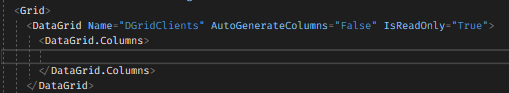 <Grid>
<DataGrid Name="DGridClients" AutoGenerateColumns="False" IsReadOnly="True">
<DataGrid.Columns>
</DataGrid.Columns>
</DataGrid>